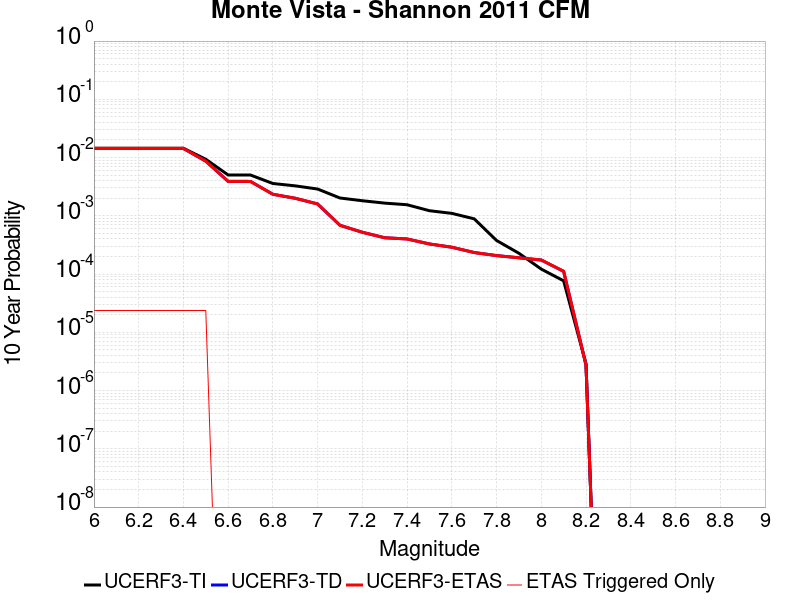 Monte Vista - Shannon 2011 CFM
10 Year Probability
10^0
10^-1
10^-2
10^-3
10^-4
10^-5
10^-6
10^-7
10^-8
6 6.2 6.4 6.6 6.8 7 7.2 7.4 7.6 7.8 8 8.2 8.4 8.6 8.8 9
Magnitude
UCERF3-TI UCERF3-TD UCERF3-ETAS ETAS Triggered Only